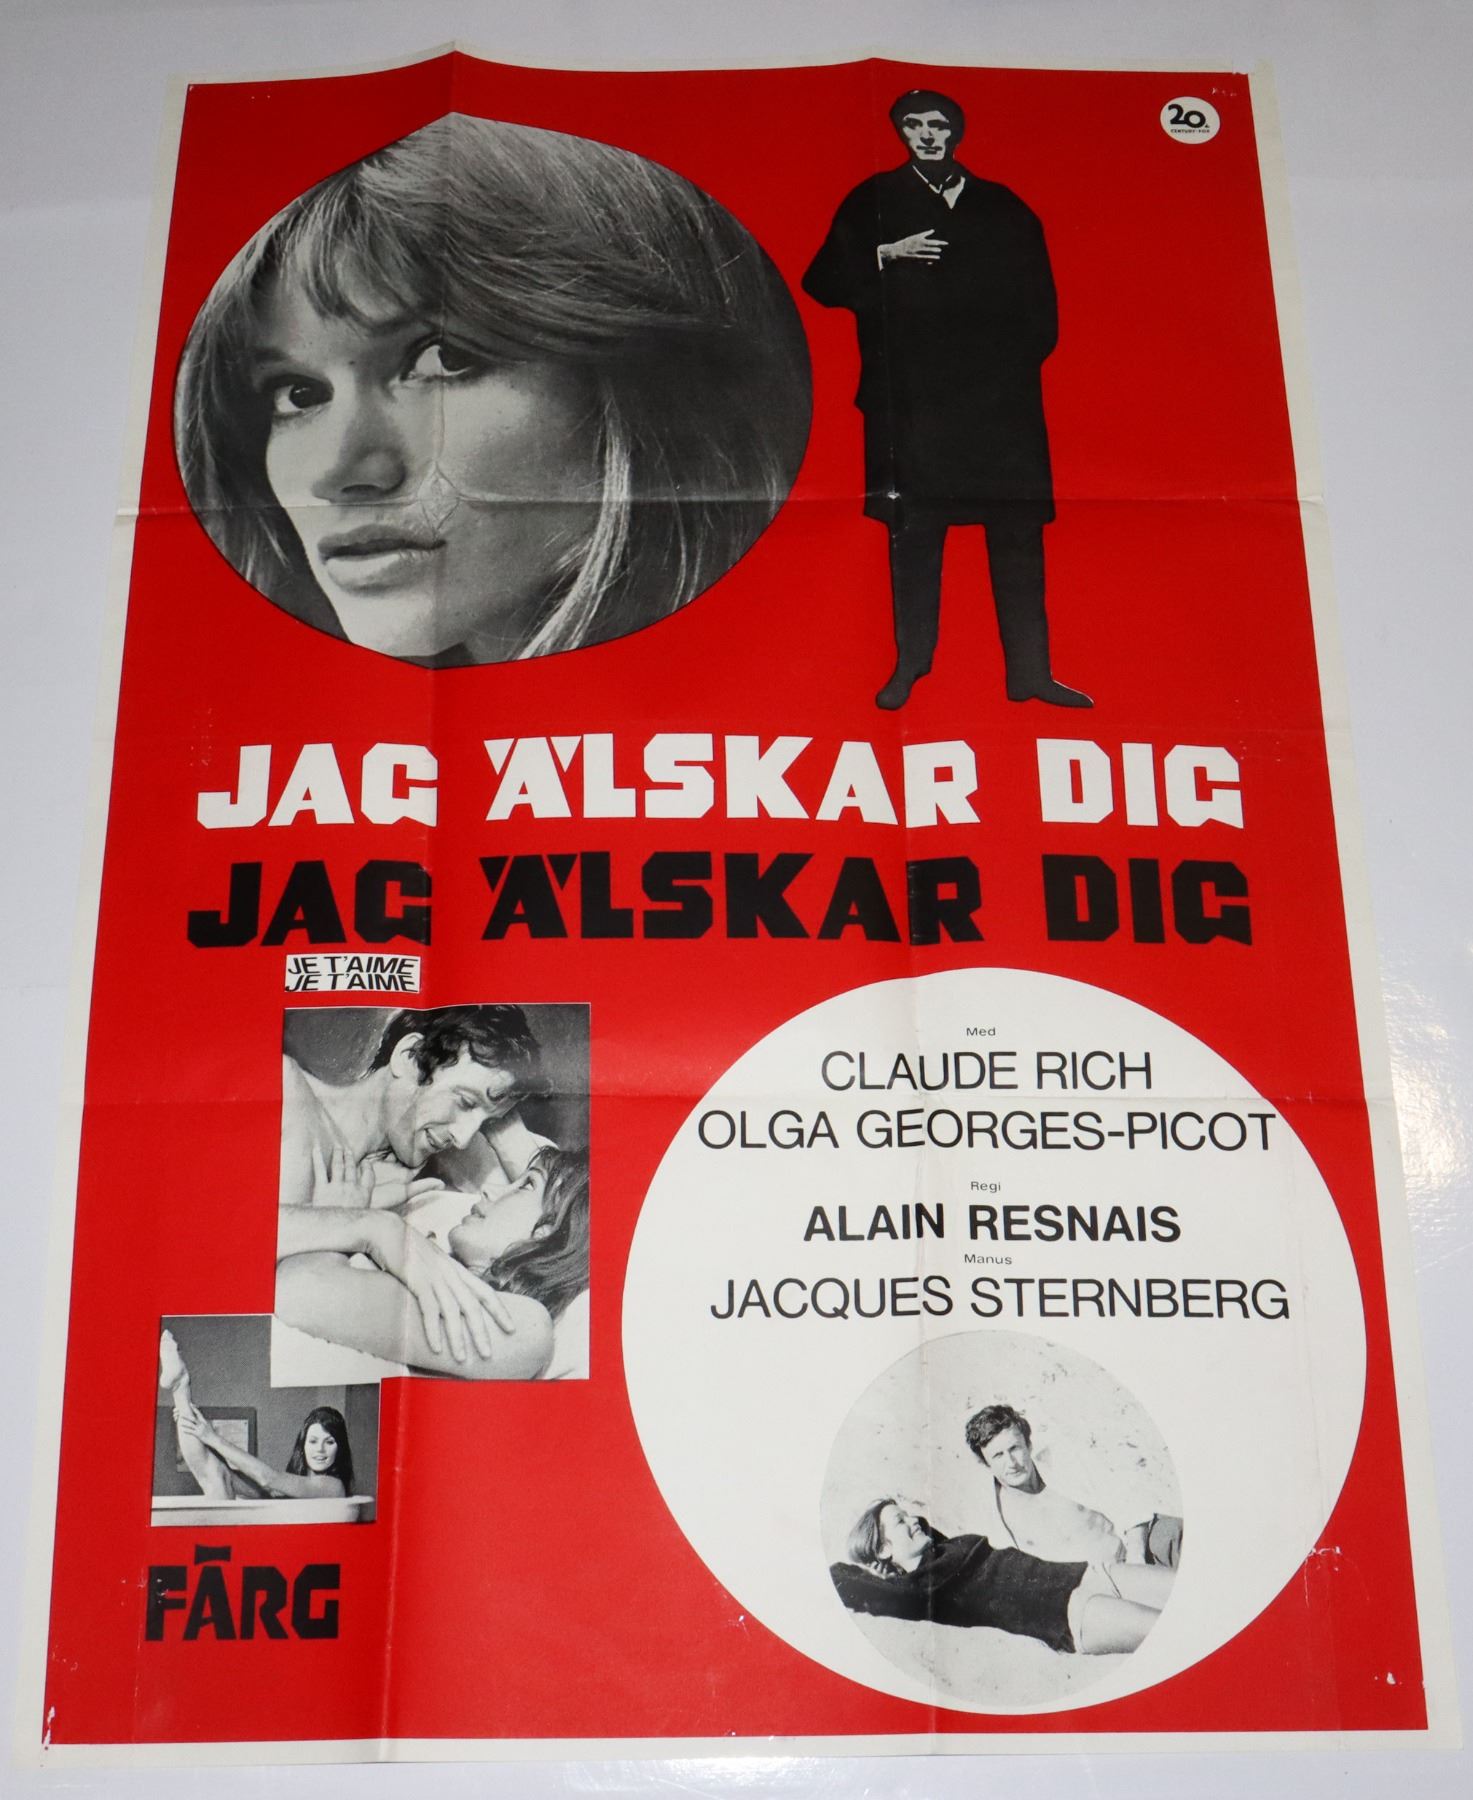 20th
CENTURY-FOX
JAG ÄLSKAR DIG
JAG ÄLSKAR DIG
JE T'AIME
JE T'AIME
Med
CLAUDE RICH
OLGA GEORGES-PICOT
Regi
ALAIN RESNAIS
Manus
JACQUES STERNBERG
FÄRG